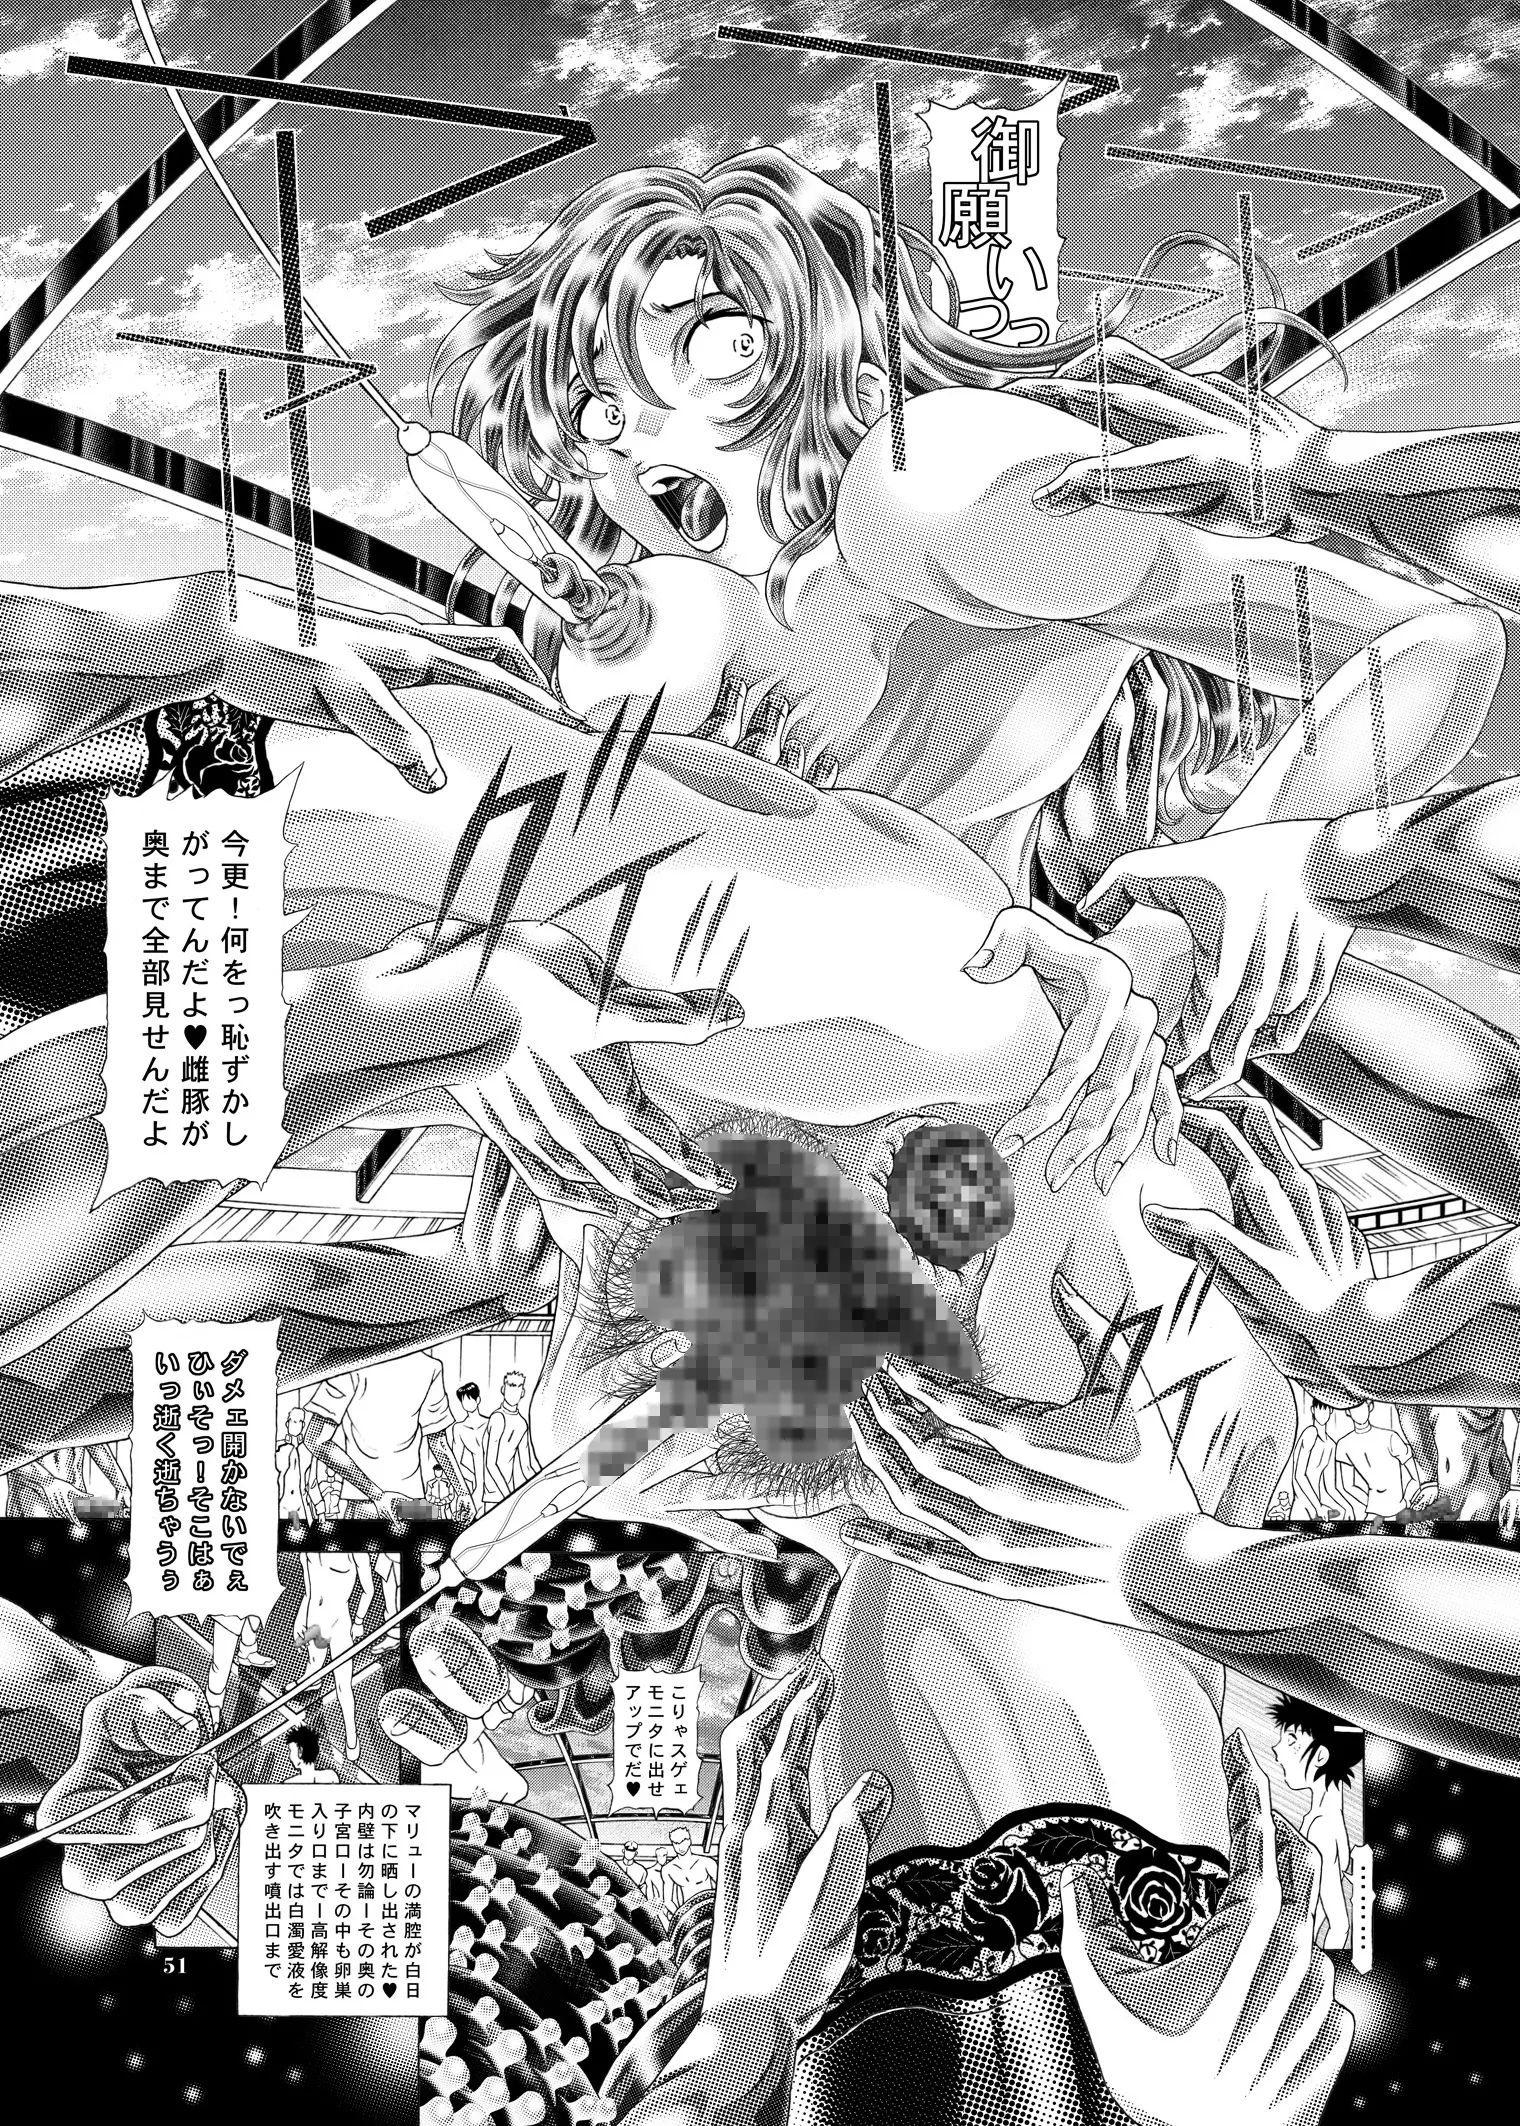 御
願い
いっつ
今更！何をっ恥ずかし
がってんだよ♥雌豚が
奥まで全部見せんだよ
ダメェ開かないでぇ
ひぃそっ！そこはぁ
いっ逝く逝ちゃうぅ
こりゃスゲェ
モニタに出せ
アップでだ♥
…………
マリューの満腔が白日
の下に晒し出された♥
内壁は勿論ーその奥の
子宮口ーその中も卵巣
入り口までー高解像度
モニタでは白濁愛液を
吹き出す噴出口まで
51